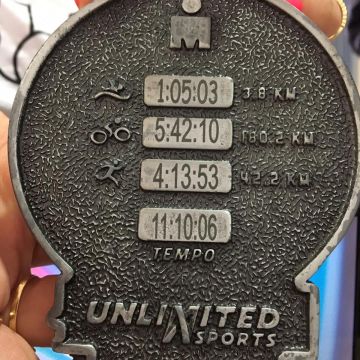 1:05:03 3.8 KM
5:42:10 180.2 KM
4:13:53 42.2 KM
11:10:06
TEMPO
UNLIMITED
SPORTS